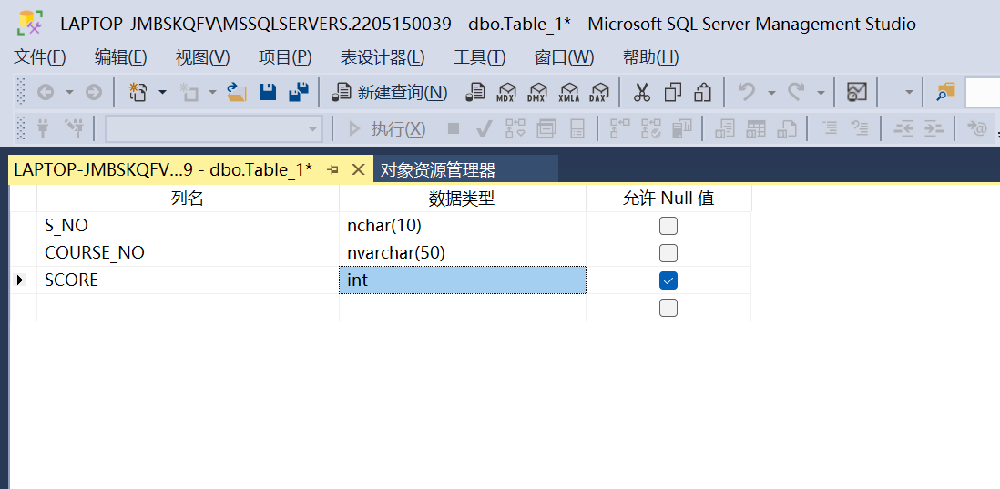 LAPTOP-JMBSKQFV\MSSQLSERVERS.2205150039 - dbo.Table_1* - Microsoft SQL Server Management Studio
文件(F) 编辑(E) 视图(V) 项目(P) 表设计器(L) 工具(T) 窗口(W) 帮助(H)
新建查询(N) MDX DMX XMLA DAX
执行(X)
LAPTOP-JMBSKQFV...9 - dbo.Table_1* 对象资源管理器
列名 数据类型 允许 Null 值
S_NO nchar(10)
COURSE_NO nvarchar(50)
SCORE int